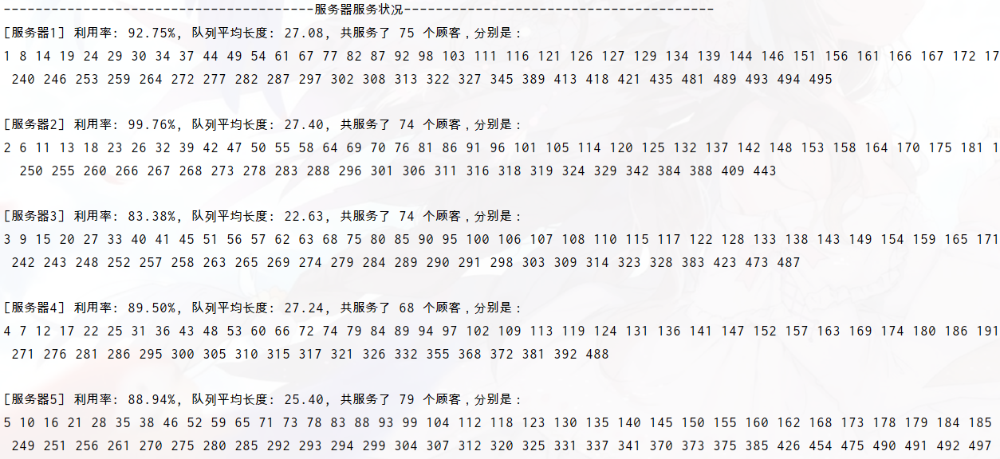 ---------------------------------------服务器服务状况---------------------------------------
[服务器1] 利用率: 92.75%, 队列平均长度: 27.08, 共服务了 75 个顾客，分别是：
1 8 14 19 24 29 30 34 37 44 49 54 61 67 77 82 87 92 98 103 111 116 121 126 127 129 134 139 144 146 151 156 161 166 167 172 17
240 246 253 259 264 272 277 282 287 297 302 308 313 322 327 345 389 413 418 421 435 481 489 493 494 495
[服务器2] 利用率: 99.76%, 队列平均长度: 27.40, 共服务了 74 个顾客，分别是：
2 6 11 13 18 23 26 32 39 42 47 50 55 58 64 69 70 76 81 86 91 96 101 105 114 120 125 132 137 142 148 153 158 164 170 175 181 1
250 255 260 266 267 268 273 278 283 288 296 301 306 311 316 318 319 324 329 342 384 388 409 443
[服务器3] 利用率: 83.38%, 队列平均长度: 22.63, 共服务了 74 个顾客，分别是：
3 9 15 20 27 33 40 41 45 51 56 57 62 63 68 75 80 85 90 95 100 106 107 108 110 115 117 122 128 133 138 143 149 154 159 165 171
242 243 248 252 257 258 263 265 269 274 279 284 289 290 291 298 303 309 314 323 328 383 423 473 487
[服务器4] 利用率: 89.50%, 队列平均长度: 27.24, 共服务了 68 个顾客，分别是：
4 7 12 17 22 25 31 36 43 48 53 60 66 72 74 79 84 89 94 97 102 109 113 119 124 131 136 141 147 152 157 163 169 174 180 186 191
271 276 281 286 295 300 305 310 315 317 321 326 332 355 368 372 381 392 488
[服务器5] 利用率: 88.94%, 队列平均长度: 25.40, 共服务了 79 个顾客，分别是：
5 10 16 21 28 35 38 46 52 59 65 71 73 78 83 88 93 99 104 112 118 123 130 135 140 145 150 155 160 162 168 173 178 179 184 185
249 251 256 261 270 275 280 285 292 293 294 299 304 307 312 320 325 331 337 341 370 373 375 385 426 454 475 490 491 492 497